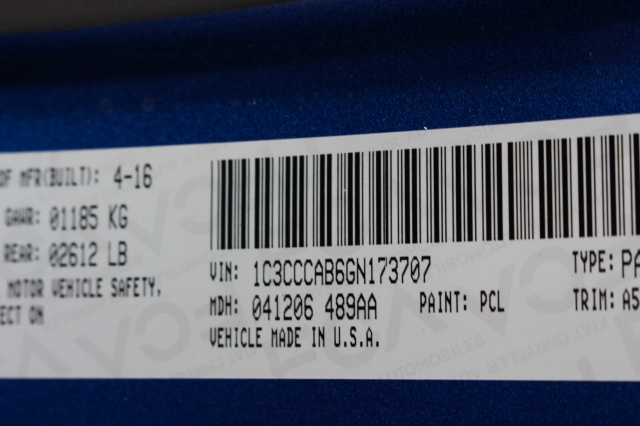 OF MFR(BUILT): 4-16
GAWR: 01185 KG
REAR: 02612 LB
MOTOR VEHICLE SAFETY,
ECT ON
VIN: 1C3CCCAB6GN173707 TYPE: PA
MDH: 041206 489AA PAINT: PCL TRIM: A5
VEHICLE MADE IN U.S.A.